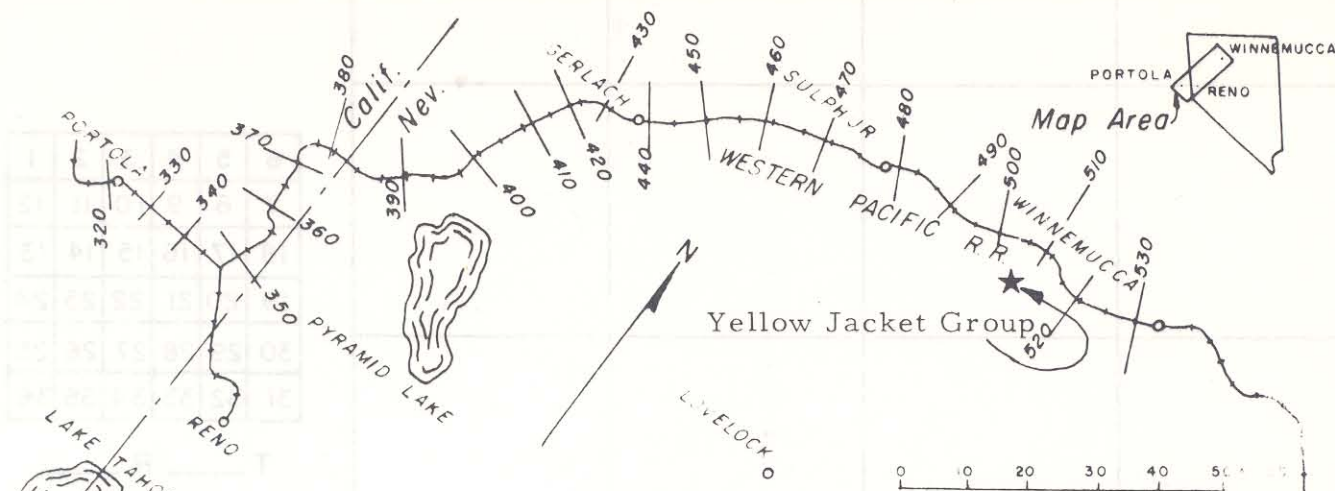 PORTOLA
320
330
340
350
360
370
380
Calif.
Nev.
390
400
410
420
GERLACH
430
440
450
460
SULPHUR
470
480
490
500
WINNEMUCCA
510
520
530
WESTERN PACIFIC R.R.
Yellow Jacket Group
N
PYRAMID LAKE
LAKE
RENO
LOVELOCK
0 10 20 30 40
WINNEMUCCA
PORTOLA
RENO
Map Area